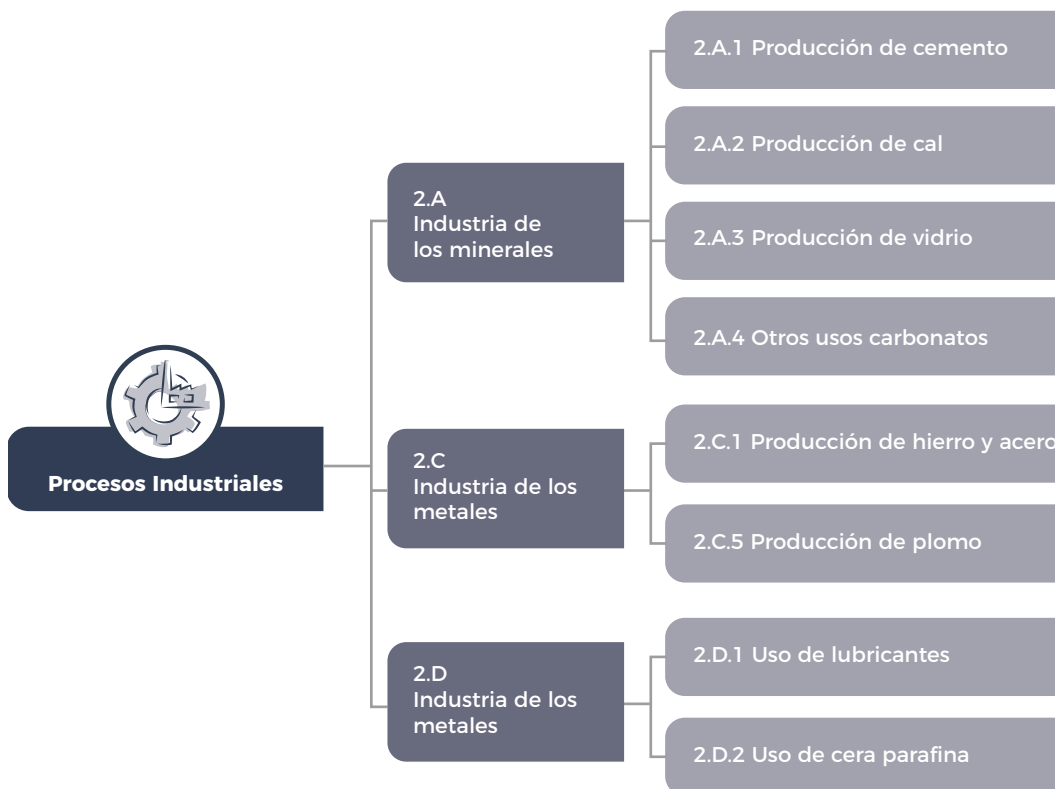 Procesos Industriales
2.A
Industria de
los minerales
2.A.1 Producción de cemento
2.A.2 Producción de cal
2.A.3 Producción de vidrio
2.A.4 Otros usos carbonatos
2.C
Industria de los
metales
2.C.1 Producción de hierro y acero
2.C.5 Producción de plomo
2.D
Industria de los
metales
2.D.1 Uso de lubricantes
2.D.2 Uso de cera parafina